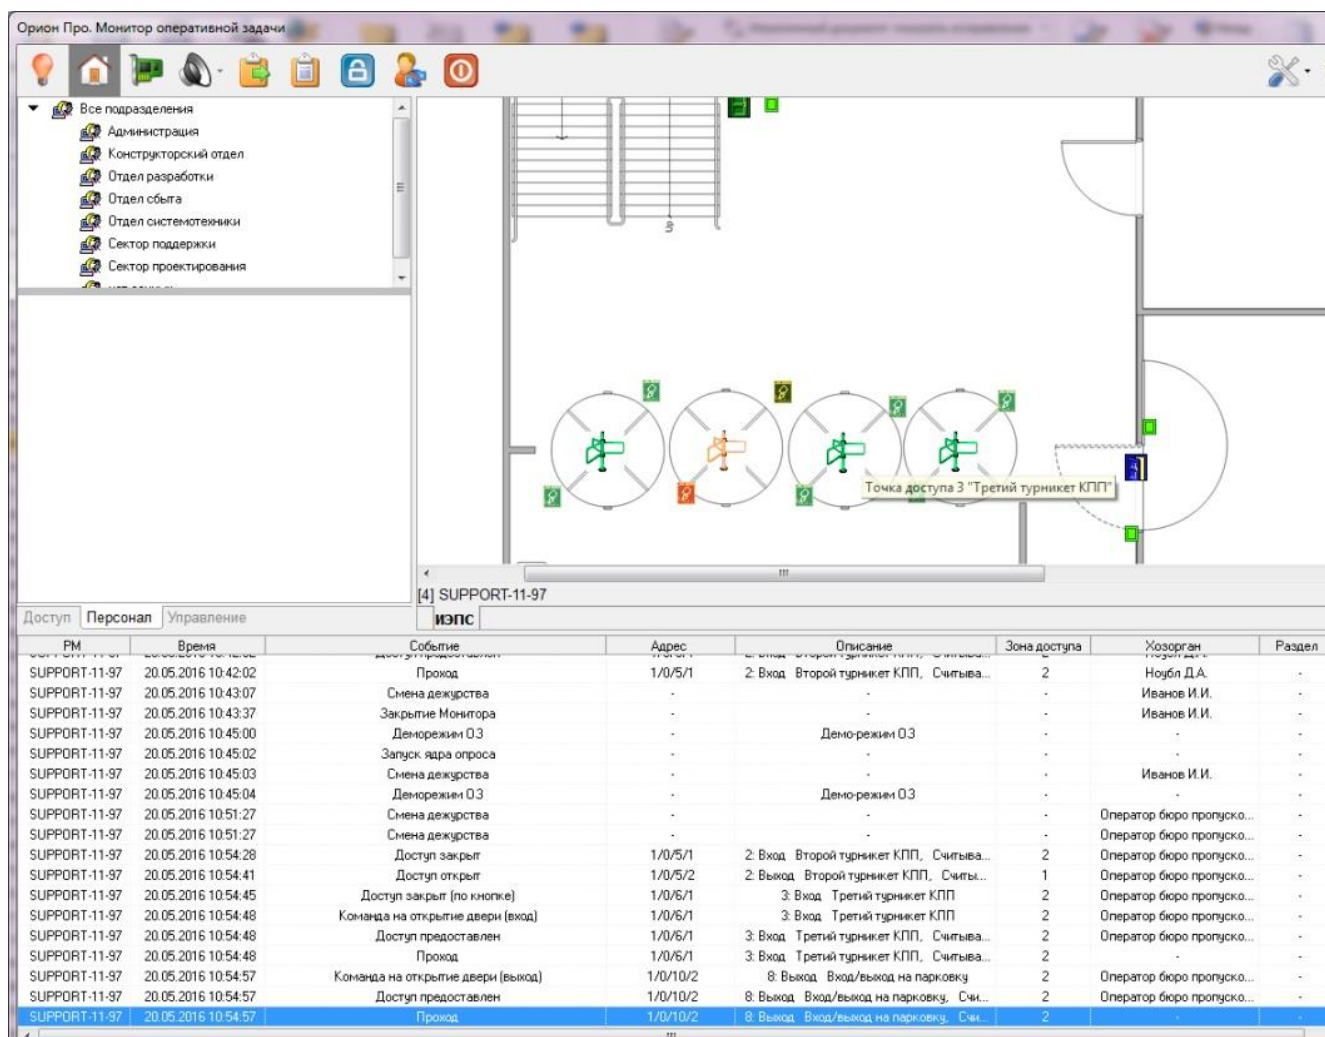 Орион Про. Монитор оперативной задачи
Все подразделения
Администрация
Конструкторский отдел
Отдел разработки
Отдел сбыта
Отдел системотехники
Сектор поддержки
Сектор проектирования
Up
Точка доступа 3 "Третий турникет КПП"
[4] SUPPORT-11-97
Доступ Персонал Управление ИЭПС
РМ Время Событие Адрес Описание Зона доступа Хозорган Раздел
SUPPORT-11-97 20.05.2016 10:42:02 Проход 1/0/5/1 2: Вход Второй турникет КПП, Считыва... 2 Ноубл Д.А. -
SUPPORT-11-97 20.05.2016 10:43:07 Смена дежурства - - - Иванов И.И. -
SUPPORT-11-97 20.05.2016 10:43:37 Закрытие Монитора - - - Иванов И.И. -
SUPPORT-11-97 20.05.2016 10:45:00 Деморежим ОЗ - Демо-режим ОЗ - - -
SUPPORT-11-97 20.05.2016 10:45:02 Запуск ядра опроса - - - - -
SUPPORT-11-97 20.05.2016 10:45:03 Смена дежурства - - - Иванов И.И. -
SUPPORT-11-97 20.05.2016 10:45:04 Деморежим ОЗ - Демо-режим ОЗ - - -
SUPPORT-11-97 20.05.2016 10:51:27 Смена дежурства - - - Оператор бюро пропуско... -
SUPPORT-11-97 20.05.2016 10:51:27 Смена дежурства - - - Оператор бюро пропуско... -
SUPPORT-11-97 20.05.2016 10:54:28 Доступ закрыт 1/0/5/1 2: Вход Второй турникет КПП, Считыва... 2 Оператор бюро пропуско... -
SUPPORT-11-97 20.05.2016 10:54:41 Доступ открыт 1/0/5/2 2: Выход Второй турникет КПП, Считы... 1 Оператор бюро пропуско... -
SUPPORT-11-97 20.05.2016 10:54:45 Доступ закрыт (по кнопке) 1/0/6/1 3: Вход Третий турникет КПП 2 Оператор бюро пропуско... -
SUPPORT-11-97 20.05.2016 10:54:48 Команда на открытие двери (вход) 1/0/6/1 3: Вход Третий турникет КПП 2 Оператор бюро пропуско... -
SUPPORT-11-97 20.05.2016 10:54:48 Доступ предоставлен 1/0/6/1 3: Вход Третий турникет КПП, Считыва... 2 Оператор бюро пропуско... -
SUPPORT-11-97 20.05.2016 10:54:48 Проход 1/0/6/1 3: Вход Третий турникет КПП, Считыва... 2 - -
SUPPORT-11-97 20.05.2016 10:54:57 Команда на открытие двери (выход) 1/0/10/2 8: Выход Вход/выход на парковку 2 Оператор бюро пропуско... -
SUPPORT-11-97 20.05.2016 10:54:57 Доступ предоставлен 1/0/10/2 8: Выход Вход/выход на парковку, Счи... 2 Оператор бюро пропуско... -
SUPPORT-11-97 20.05.2016 10:54:57 Проход 1/0/10/2 8: Выход Вход/выход на парковку, Счи... 2 - -